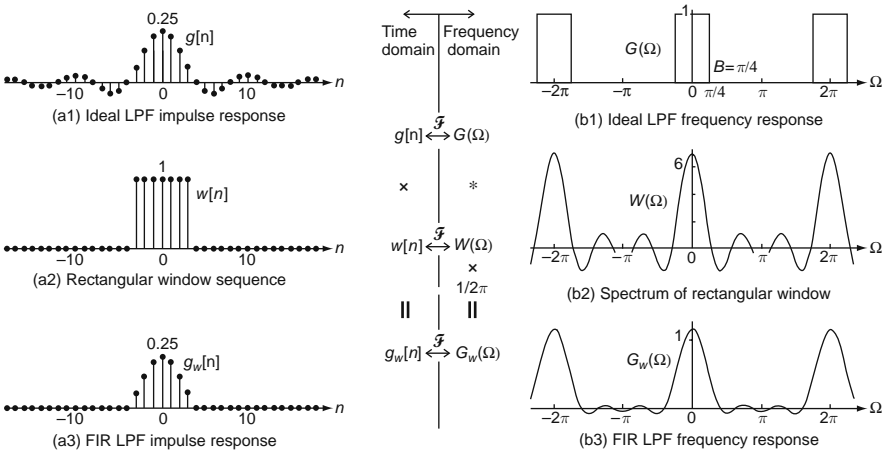 0.25
g[n]
n
–10
0
10
(a1) Ideal LPF impulse response
1
w[n]
n
–10
0
10
(a2) Rectangular window sequence
0.25
g_w[n]
n
–10
0
10
(a3) FIR LPF impulse response
Time domain
Frequency domain
ℱ
g[n] ⟷ G(Ω)
×
*
ℱ
w[n] ⟷ W(Ω)
×
1/2π
||
||
ℱ
g_w[n] ⟷ G_w(Ω)
1
G(Ω)
B=π/4
Ω
–2π
–π
0
π/4
π
2π
(b1) Ideal LPF frequency response
6
W(Ω)
Ω
–2π
–π
0
π
2π
(b2) Spectrum of rectangular window
1
G_w(Ω)
Ω
–2π
–π
0
π
2π
(b3) FIR LPF frequency response